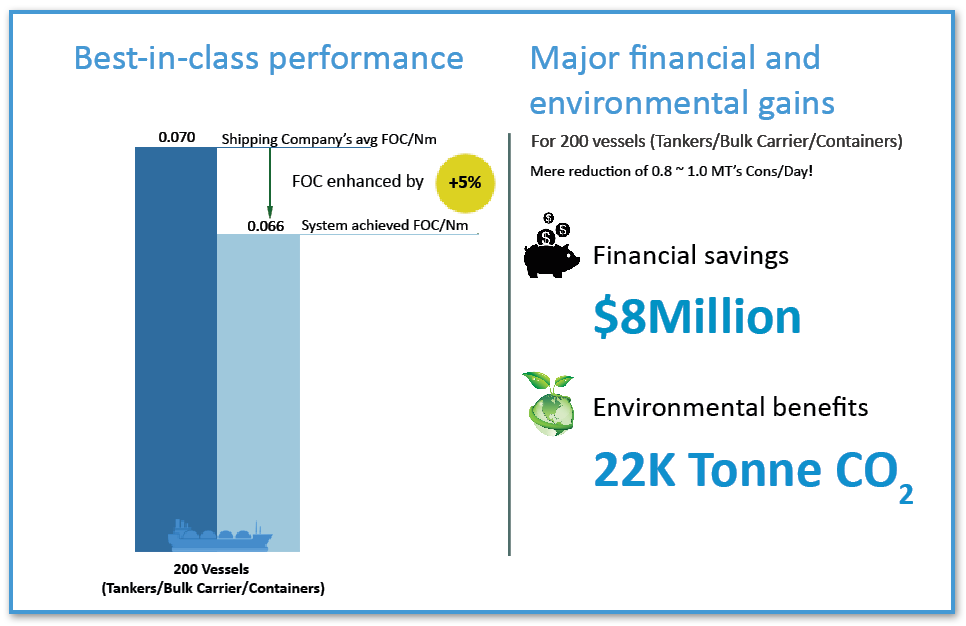 Best-in-class performance
0.070
Shipping Company's avg FOC/Nm
FOC enhanced by
+5%
0.066
System achieved FOC/Nm
200 Vessels
(Tankers/Bulk Carrier/Containers)
Major financial and
environmental gains
For 200 vessels (Tankers/Bulk Carrier/Containers)
Mere reduction of 0.8 ~ 1.0 MT's Cons/Day!
$ $ $
Financial savings
$8Million
Environmental benefits
22K Tonne CO₂